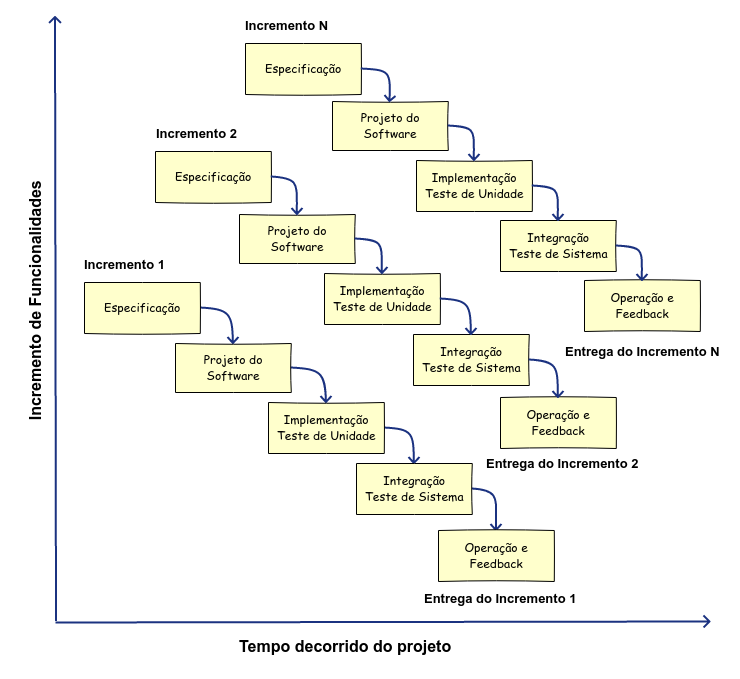 Incremento N
Especificação
Projeto do
Software
Implementação
Teste de Unidade
Integração
Teste de Sistema
Operação e
Feedback
Entrega do Incremento N
Incremento 2
Especificação
Projeto do
Software
Implementação
Teste de Unidade
Integração
Teste de Sistema
Operação e
Feedback
Entrega do Incremento 2
Incremento 1
Especificação
Projeto do
Software
Implementação
Teste de Unidade
Integração
Teste de Sistema
Operação e
Feedback
Entrega do Incremento 1
Incremento de Funcionalidades
Tempo decorrido do projeto